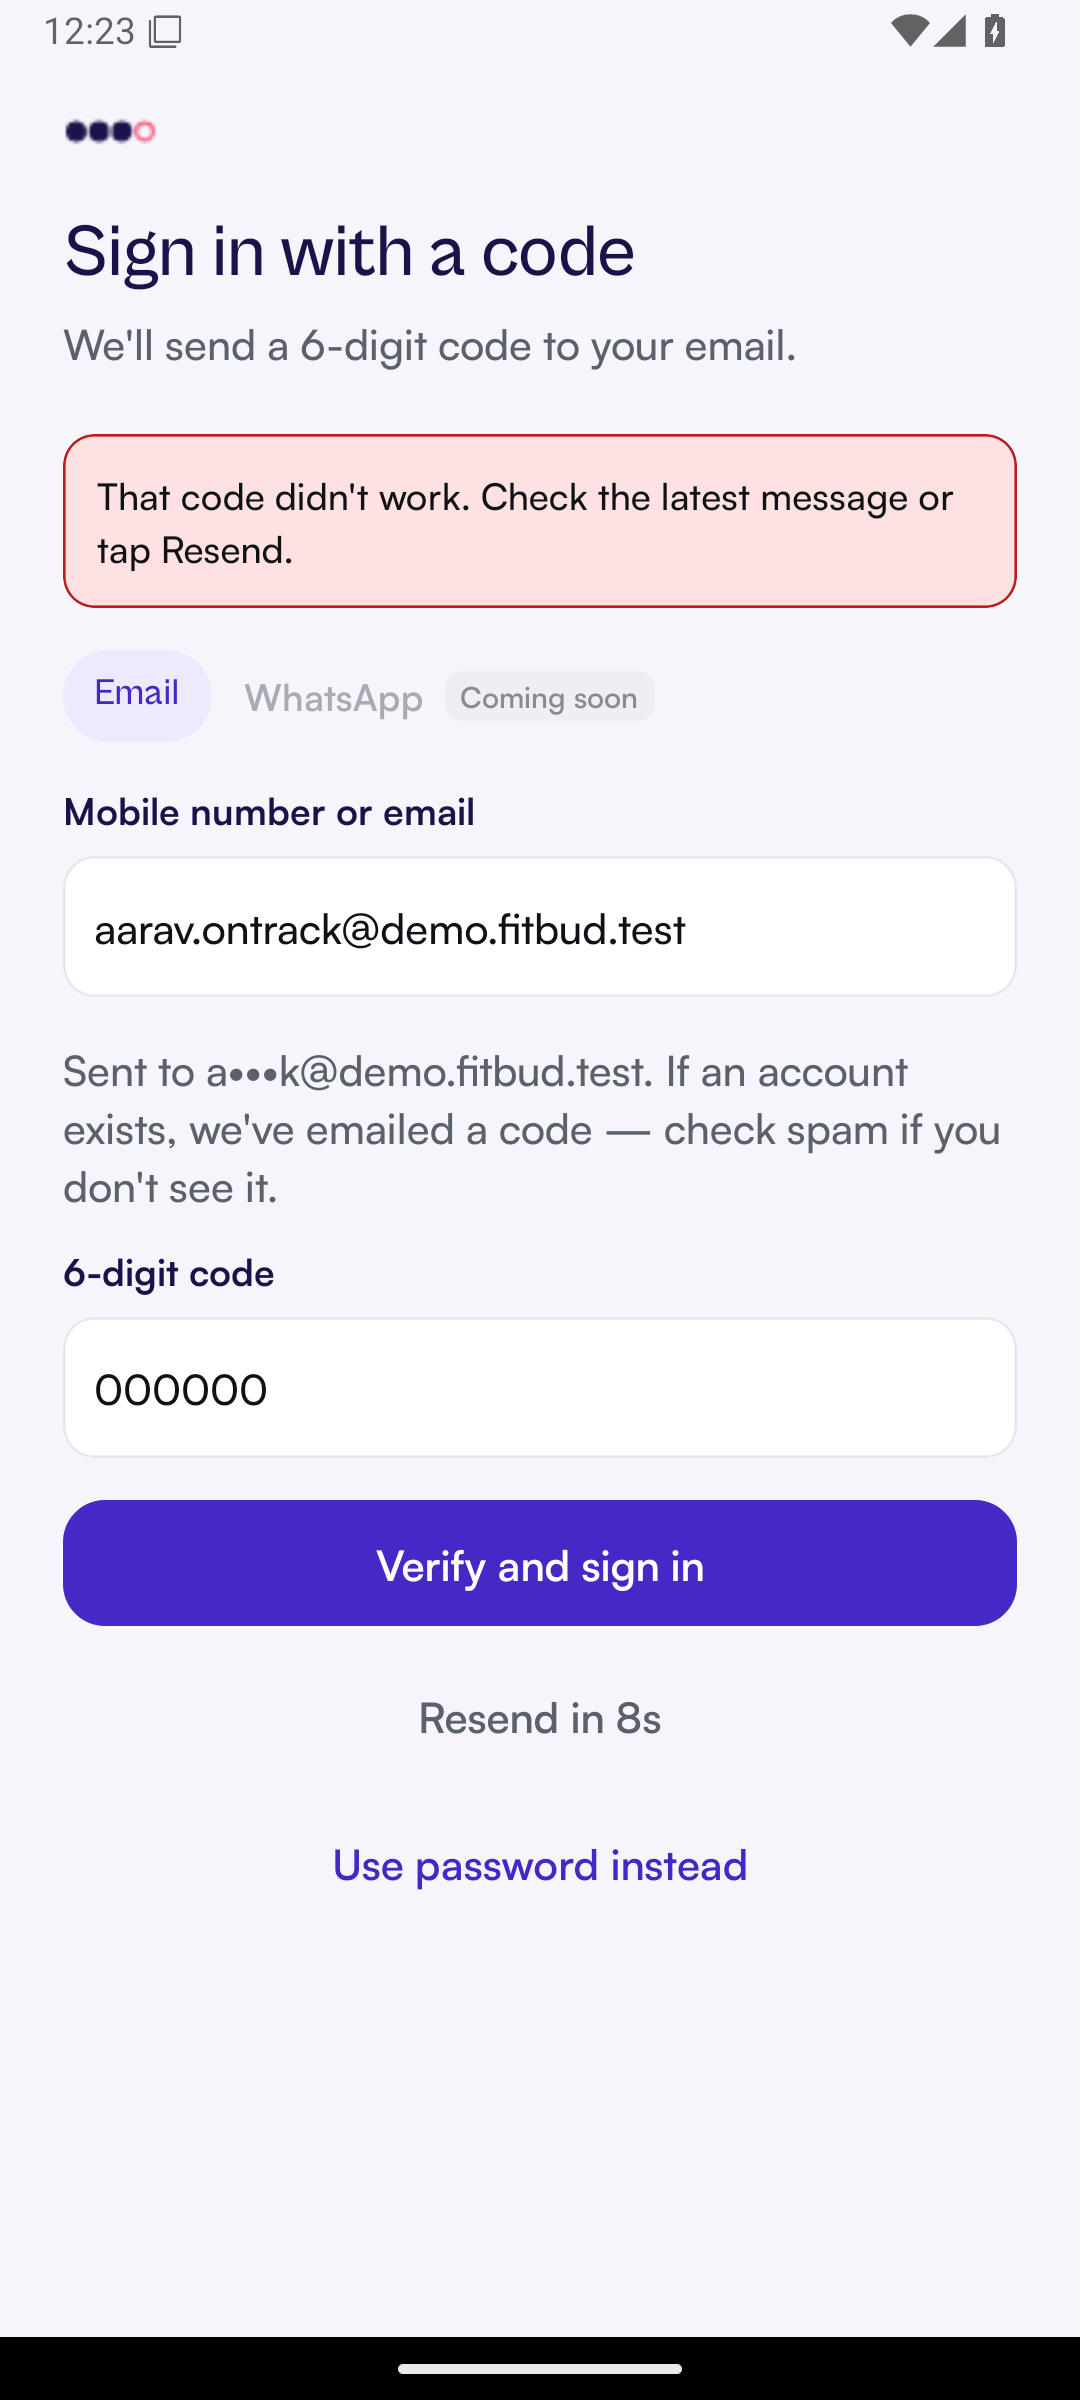 12:23
Sign in with a code
We'll send a 6-digit code to your email.
That code didn't work. Check the latest message or
tap Resend.
Email
WhatsApp
Coming soon
Mobile number or email
aarav.ontrack@demo.fitbud.test
Sent to a•••k@demo.fitbud.test. If an account
exists, we've emailed a code — check spam if you
don't see it.
6-digit code
000000
Verify and sign in
Resend in 8s
Use password instead